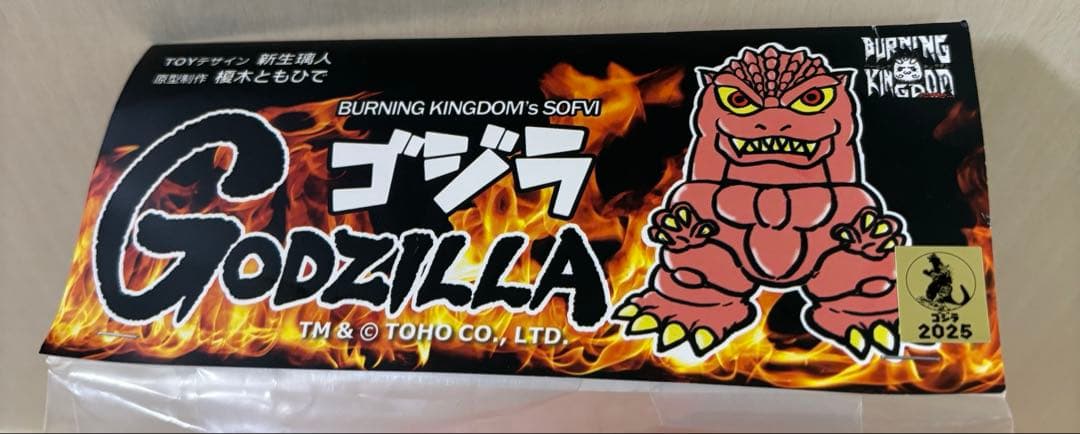 TOYデザイン 新生璃人
原型制作 榎木ともひで
BURNING KINGDOM's SOFVI
ゴジラ
GODZILLA
TM & © TOHO CO., LTD.
BURNING
KINGDOM
ゴジラ
2025